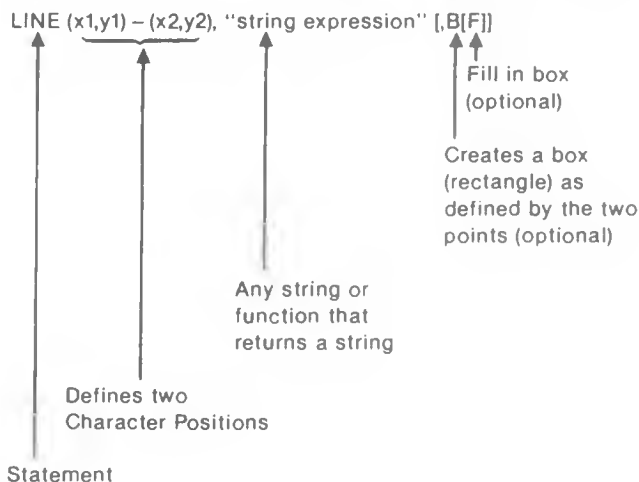 LINE (x1,y1) – (x2,y2), “string expression” [,B[F]]
Fill in box
(optional)
Creates a box
(rectangle) as
defined by the two
points (optional)
Any string or
function that
returns a string
Defines two
Character Positions
Statement